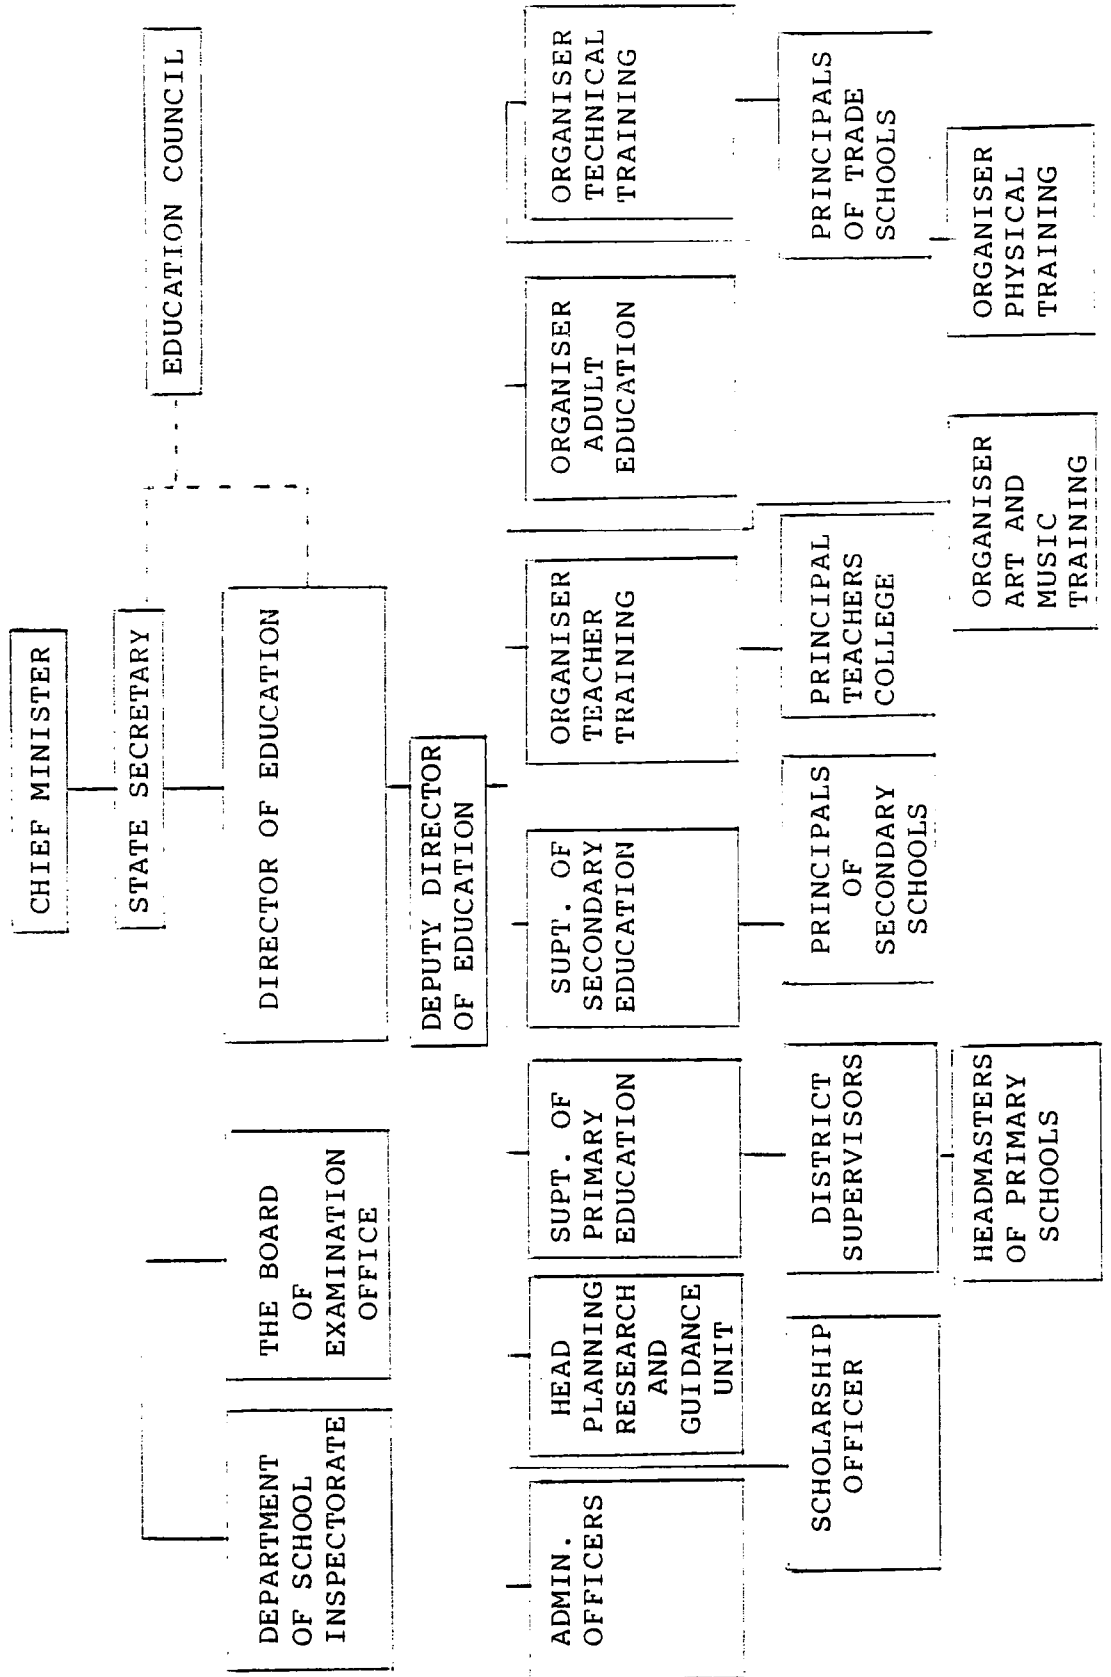 CHIEF MINISTER
STATE SECRETARY
EDUCATION COUNCIL
DEPARTMENT
OF SCHOOL
INSPECTORATE
THE BOARD
OF
EXAMINATION
OFFICE
DIRECTOR OF EDUCATION
DEPUTY DIRECTOR
OF EDUCATION
ADMIN.
OFFICERS
HEAD
PLANNING
RESEARCH
AND
GUIDANCE
UNIT
SUPT. OF
PRIMARY
EDUCATION
SUPT. OF
SECONDARY
EDUCATION
ORGANISER
TEACHER
TRAINING
ORGANISER
ADULT
EDUCATION
ORGANISER
TECHNICAL
TRAINING
SCHOLARSHIP
OFFICER
DISTRICT
SUPERVISORS
PRINCIPALS
OF
SECONDARY
SCHOOLS
PRINCIPAL
TEACHERS
COLLEGE
PRINCIPALS
OF TRADE
SCHOOLS
HEADMASTERS
OF PRIMARY
SCHOOLS
ORGANISER
ART AND
MUSIC
TRAINING
ORGANISER
PHYSICAL
TRAINING